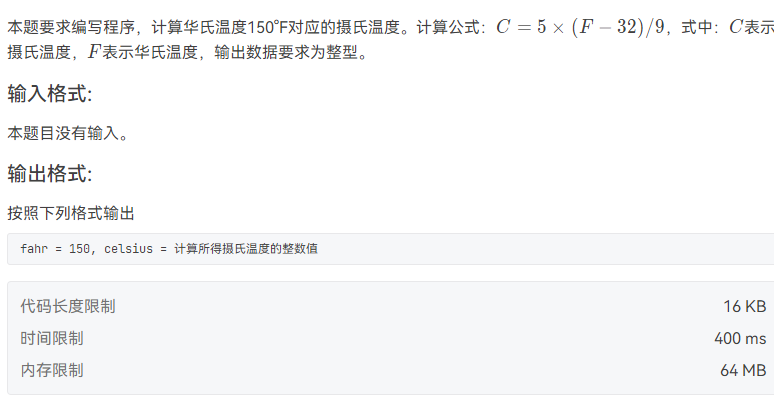 本题要求编写程序，计算华氏温度150°F对应的摄氏温度。计算公式：C = 5 × (F − 32)/9，式中：C表示
摄氏温度，F表示华氏温度，输出数据要求为整型。
输入格式:
本题目没有输入。
输出格式:
按照下列格式输出
fahr = 150, celsius = 计算所得摄氏温度的整数值
代码长度限制 16 KB
时间限制 400 ms
内存限制 64 MB